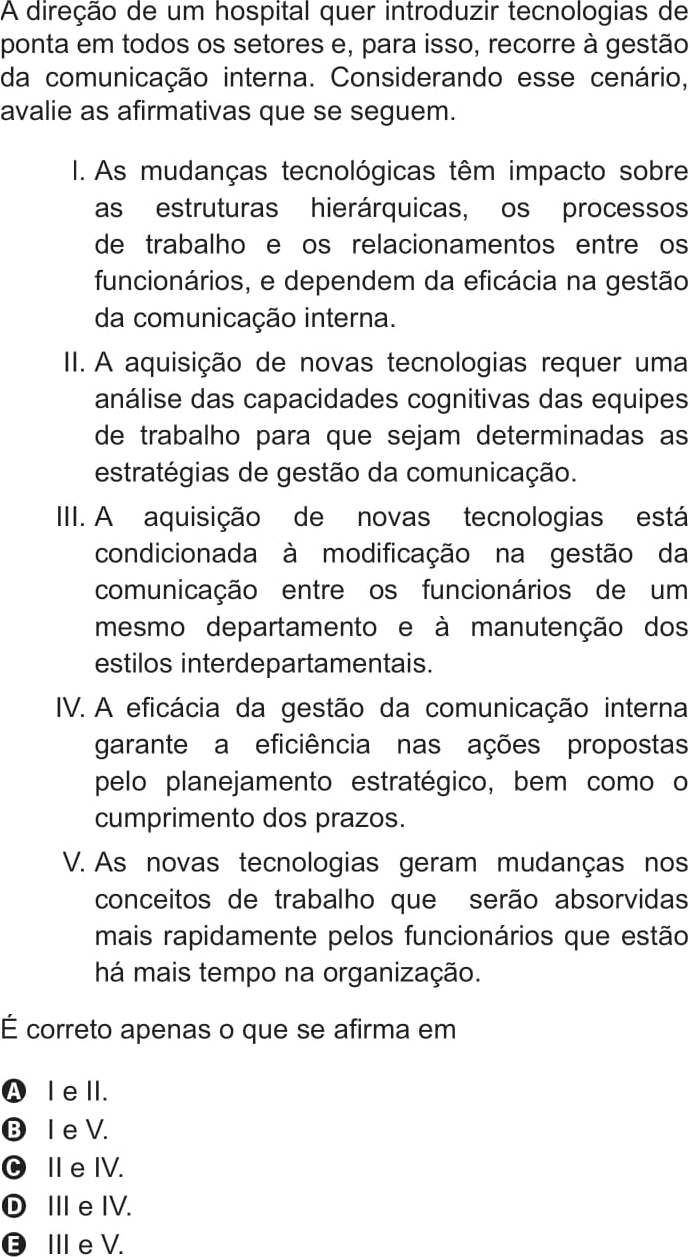 A direção de um hospital quer introduzir tecnologias de
ponta em todos os setores e, para isso, recorre à gestão
da comunicação interna. Considerando esse cenário,
avalie as afirmativas que se seguem.
I. As mudanças tecnológicas têm impacto sobre
as estruturas hierárquicas, os processos
de trabalho e os relacionamentos entre os
funcionários, e dependem da eficácia na gestão
da comunicação interna.
II. A aquisição de novas tecnologias requer uma
análise das capacidades cognitivas das equipes
de trabalho para que sejam determinadas as
estratégias de gestão da comunicação.
III. A aquisição de novas tecnologias está
condicionada à modificação na gestão da
comunicação entre os funcionários de um
mesmo departamento e à manutenção dos
estilos interdepartamentais.
IV. A eficácia da gestão da comunicação interna
garante a eficiência nas ações propostas
pelo planejamento estratégico, bem como o
cumprimento dos prazos.
V. As novas tecnologias geram mudanças nos
conceitos de trabalho que serão absorvidas
mais rapidamente pelos funcionários que estão
há mais tempo na organização.
É correto apenas o que se afirma em
A I e II.
B I e V.
C II e IV.
D III e IV.
E III e V.